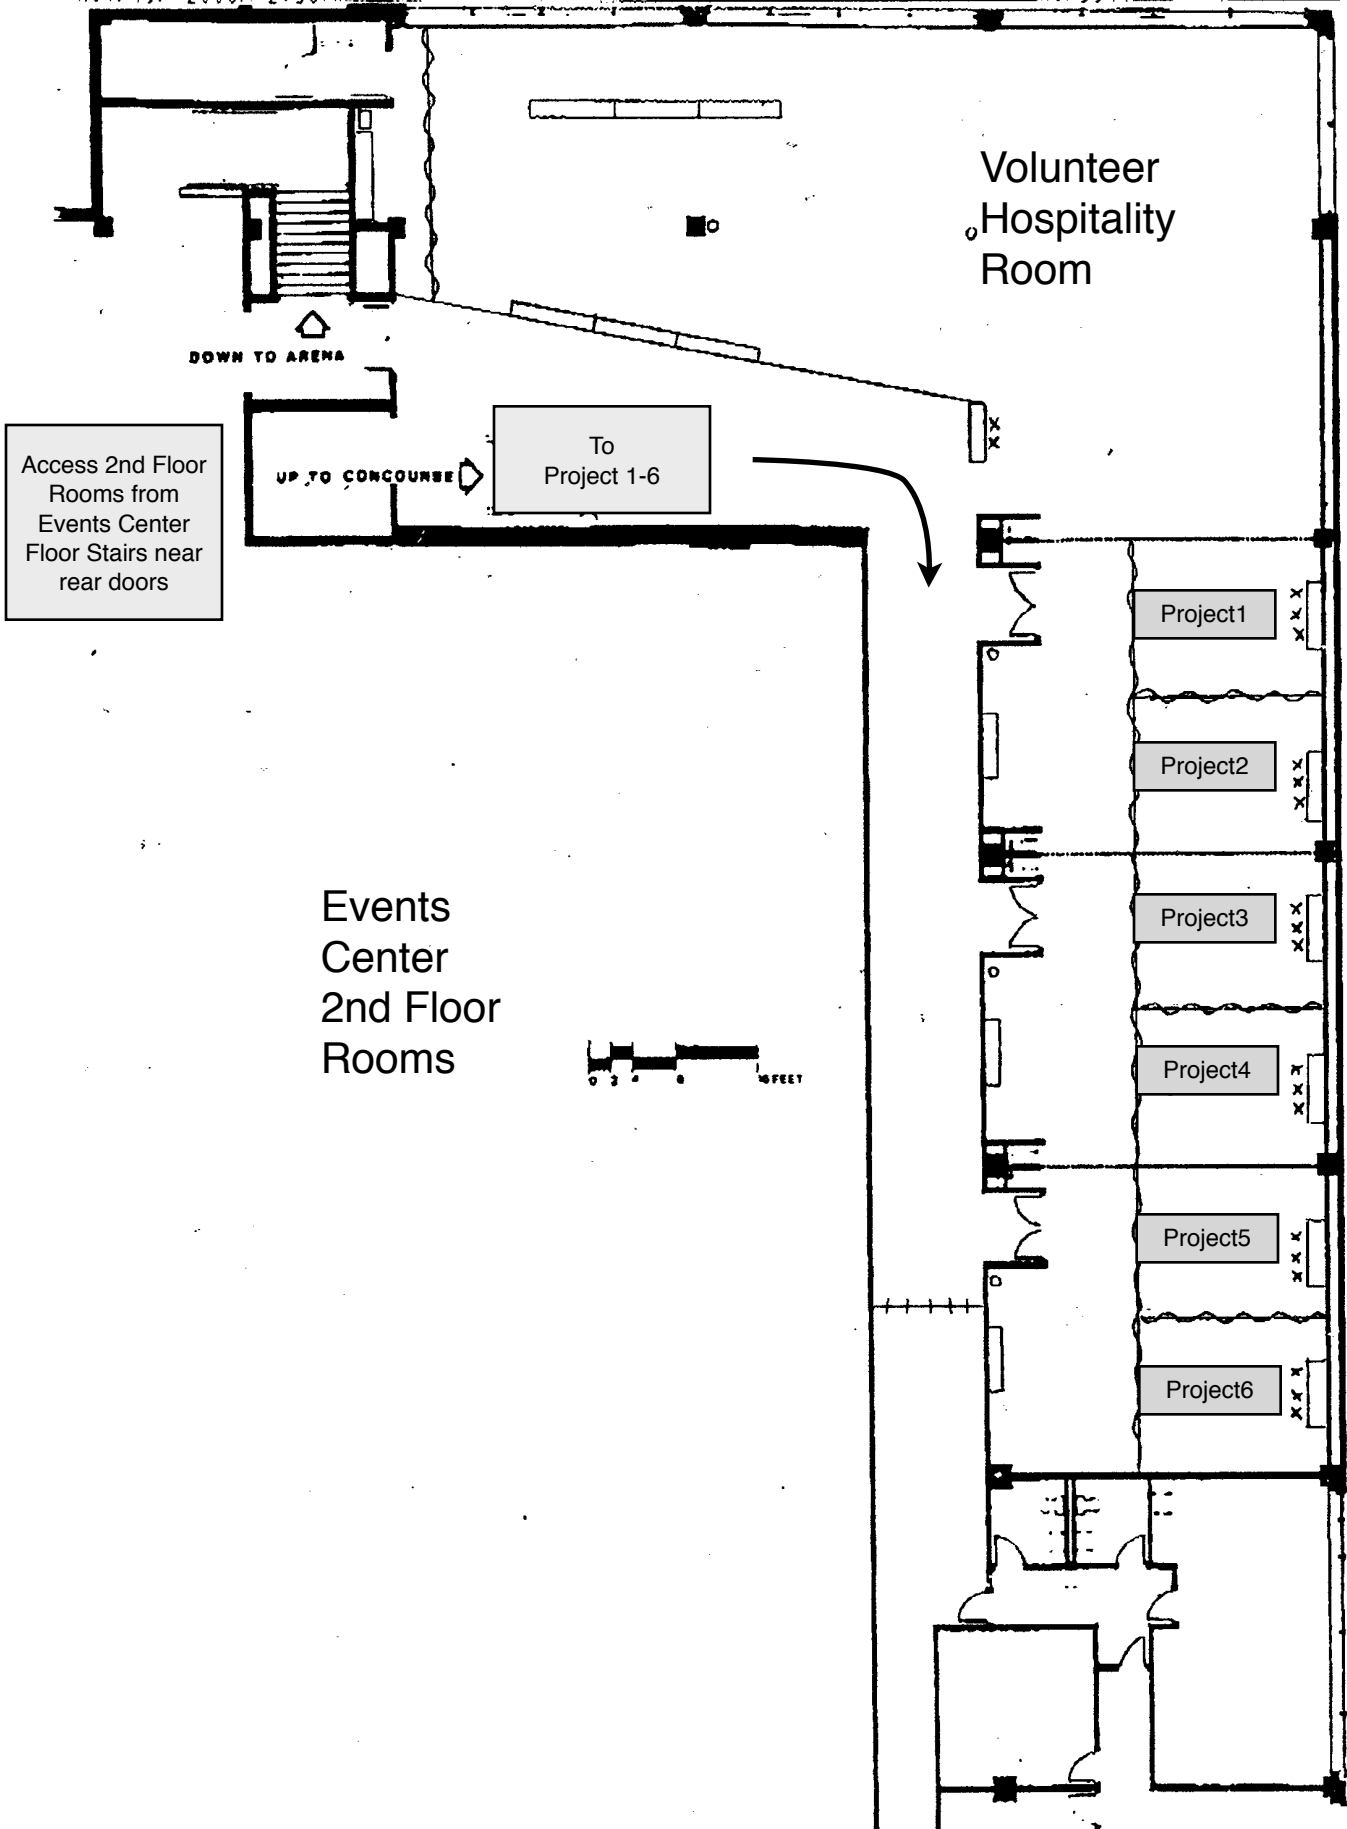 Volunteer
Hospitality
Room
DOWN TO ARENA
Access 2nd Floor
Rooms from
Events Center
Floor Stairs near
rear doors
UP TO CONCOURSE
To
Project 1-6
Project1
Project2
Project3
Project4
Project5
Project6
Events
Center
2nd Floor
Rooms